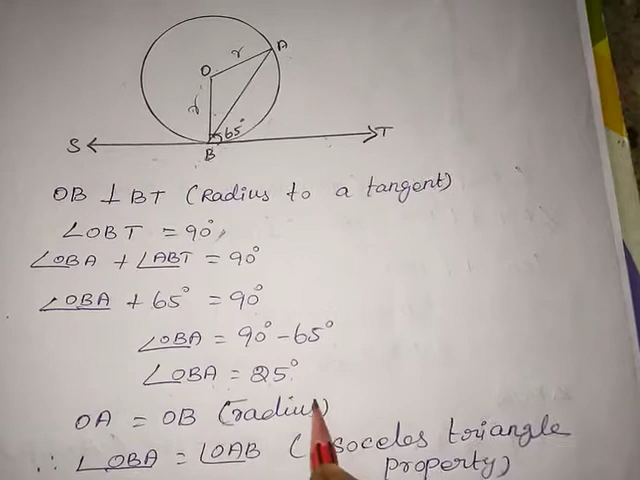 A
r
O
r
65°
S
T
B
OB ⊥ BT (Radius to a tangent)
∠OBT = 90°,
∠OBA + ∠ABT = 90°
∠OBA + 65° = 90°
∠OBA = 90° - 65°
∠OBA = 25°
OA = OB (radius)
∴ ∠OBA = ∠OAB ( triangle
property)